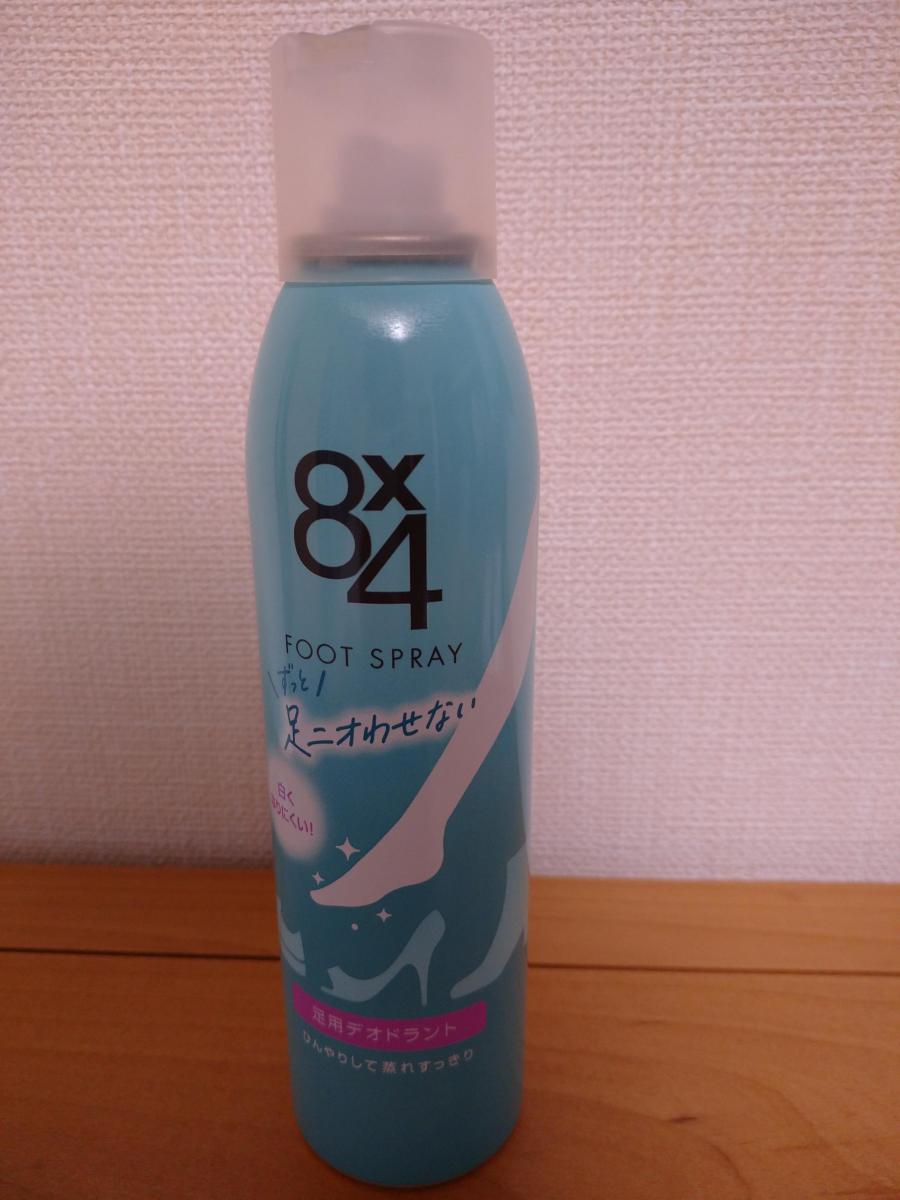 8x4
FOOT SPRAY
\ずっと/
足ニオわせない
白く
にくい!
足用デオドラント
ひんやりして蒸れすっきり